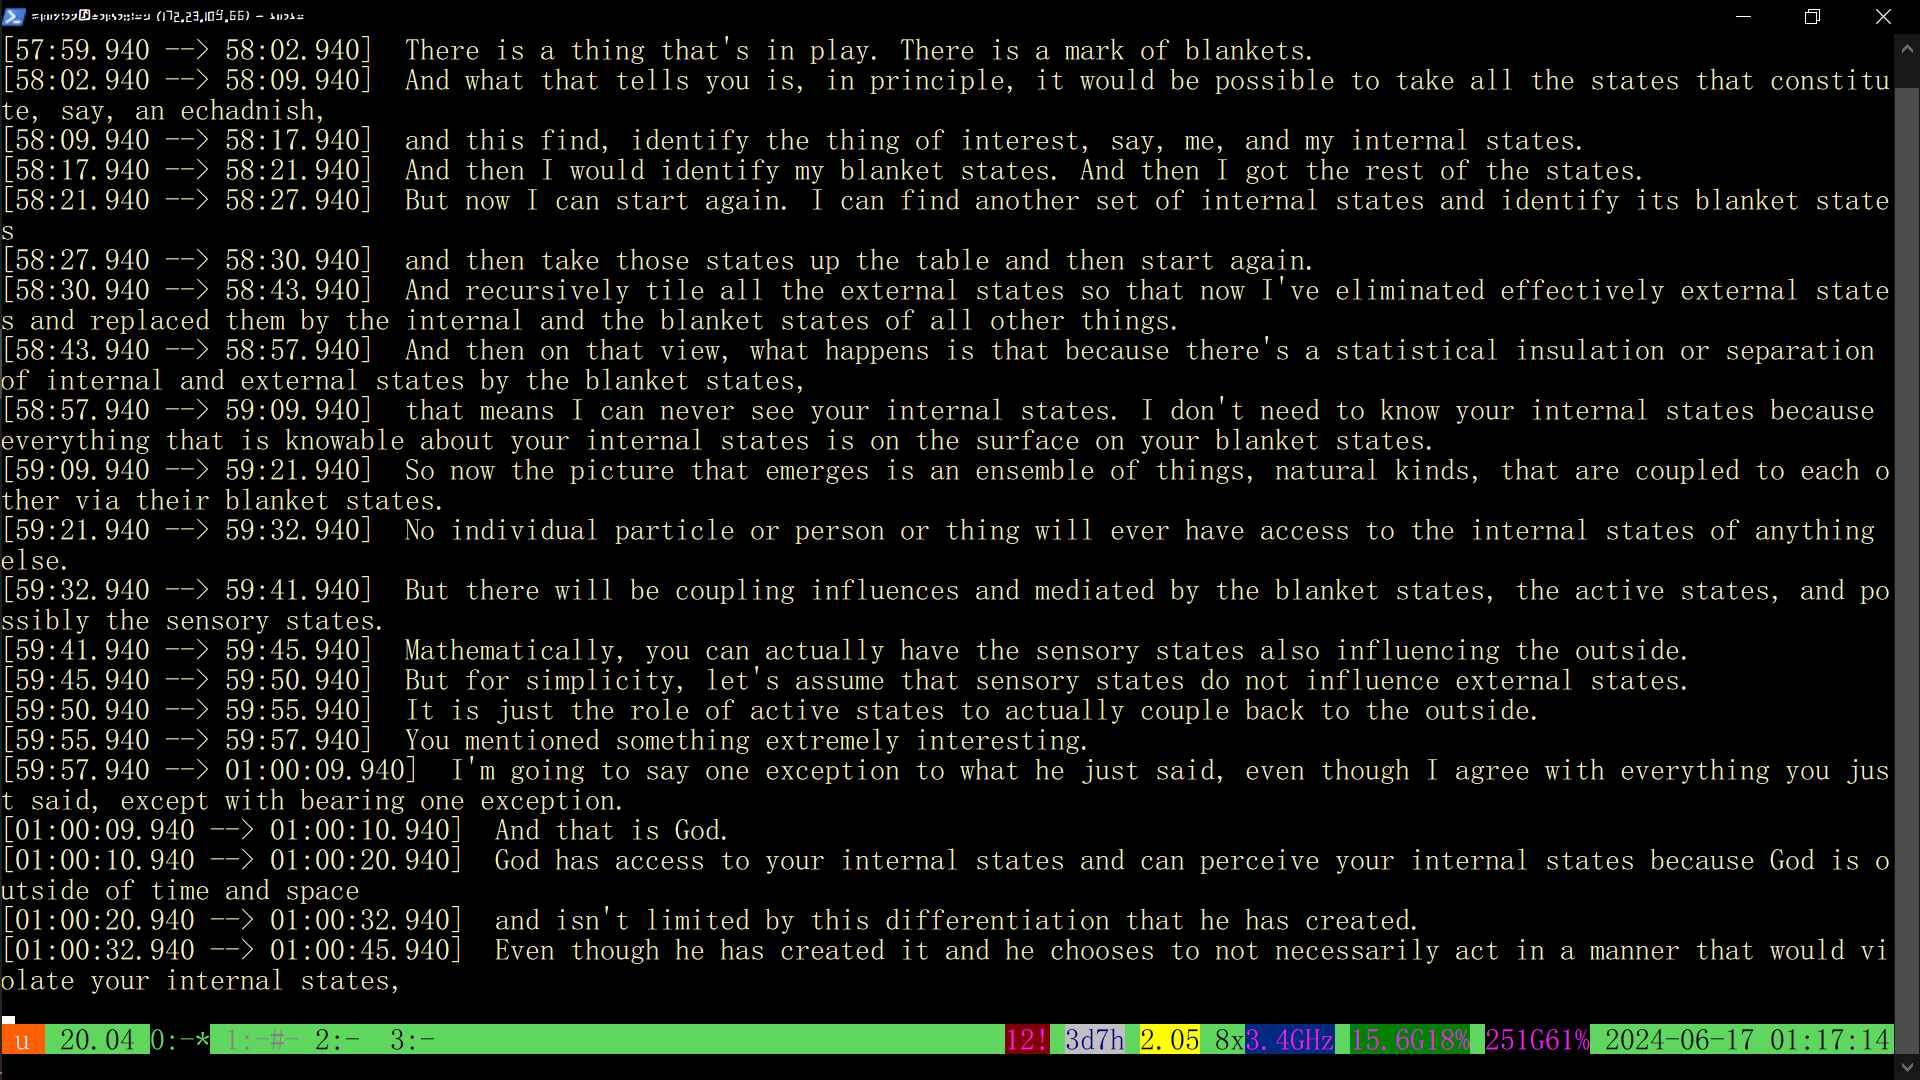 [57:59.940 --> 58:02.940]  There is a thing that's in play. There is a mark of blankets.
[58:02.940 --> 58:09.940]  And what that tells you is, in principle, it would be possible to take all the states that constitu
te, say, an echadnish,
[58:09.940 --> 58:17.940]  and this find, identify the thing of interest, say, me, and my internal states.
[58:17.940 --> 58:21.940]  And then I would identify my blanket states. And then I got the rest of the states.
[58:21.940 --> 58:27.940]  But now I can start again. I can find another set of internal states and identify its blanket state
s
[58:27.940 --> 58:30.940]  and then take those states up the table and then start again.
[58:30.940 --> 58:43.940]  And recursively tile all the external states so that now I've eliminated effectively external state
s and replaced them by the internal and the blanket states of all other things.
[58:43.940 --> 58:57.940]  And then on that view, what happens is that because there's a statistical insulation or separation
of internal and external states by the blanket states,
[58:57.940 --> 59:09.940]  that means I can never see your internal states. I don't need to know your internal states because
everything that is knowable about your internal states is on the surface on your blanket states.
[59:09.940 --> 59:21.940]  So now the picture that emerges is an ensemble of things, natural kinds, that are coupled to each o
ther via their blanket states.
[59:21.940 --> 59:32.940]  No individual particle or person or thing will ever have access to the internal states of anything
else.
[59:32.940 --> 59:41.940]  But there will be coupling influences and mediated by the blanket states, the active states, and po
ssibly the sensory states.
[59:41.940 --> 59:45.940]  Mathematically, you can actually have the sensory states also influencing the outside.
[59:45.940 --> 59:50.940]  But for simplicity, let's assume that sensory states do not influence external states.
[59:50.940 --> 59:55.940]  It is just the role of active states to actually couple back to the outside.
[59:55.940 --> 59:57.940]  You mentioned something extremely interesting.
[59:57.940 --> 01:00:09.940]  I'm going to say one exception to what he just said, even though I agree with everything you jus
t said, except with bearing one exception.
[01:00:09.940 --> 01:00:10.940]  And that is God.
[01:00:10.940 --> 01:00:20.940]  God has access to your internal states and can perceive your internal states because God is o
utside of time and space
[01:00:20.940 --> 01:00:32.940]  and isn't limited by this differentiation that he has created.
[01:00:32.940 --> 01:00:45.940]  Even though he has created it and he chooses to not necessarily act in a manner that would vi
olate your internal states,
u 20.04 0:-* 1:-#- 2:- 3:- 12! 3d7h 2.05 8x3.4GHz 15.6G18% 251G61% 2024-06-17 01:17:14